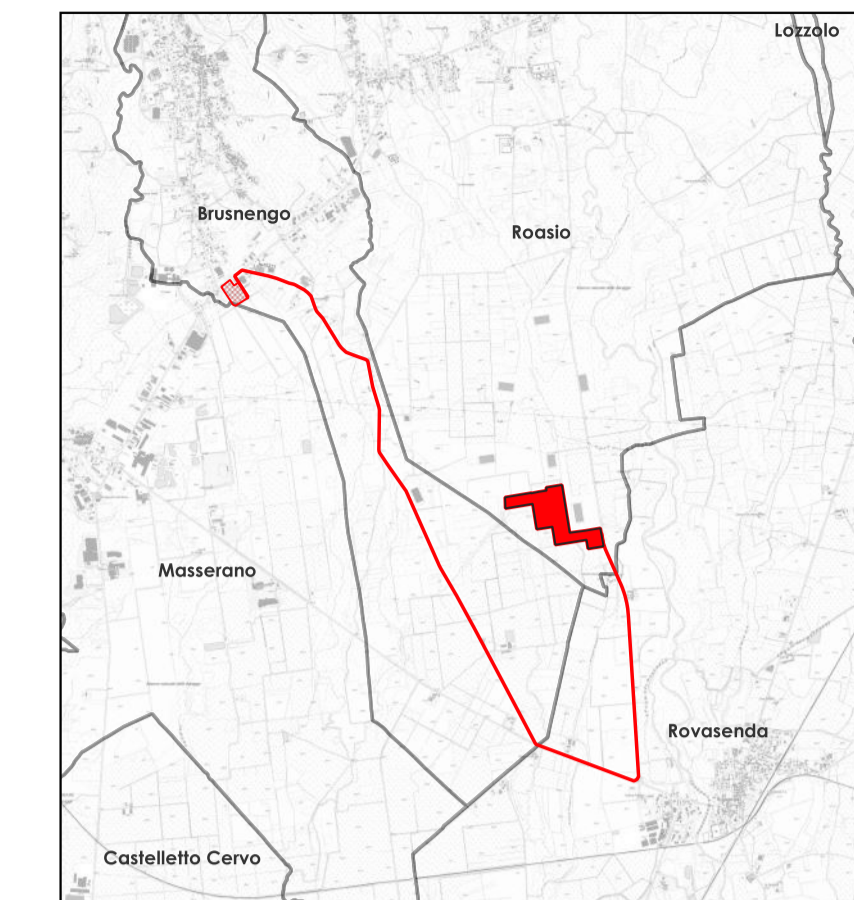 Lozzolo
Brusnengo
Roasio
Masserano
Rovasenda
Castelletto Cervo